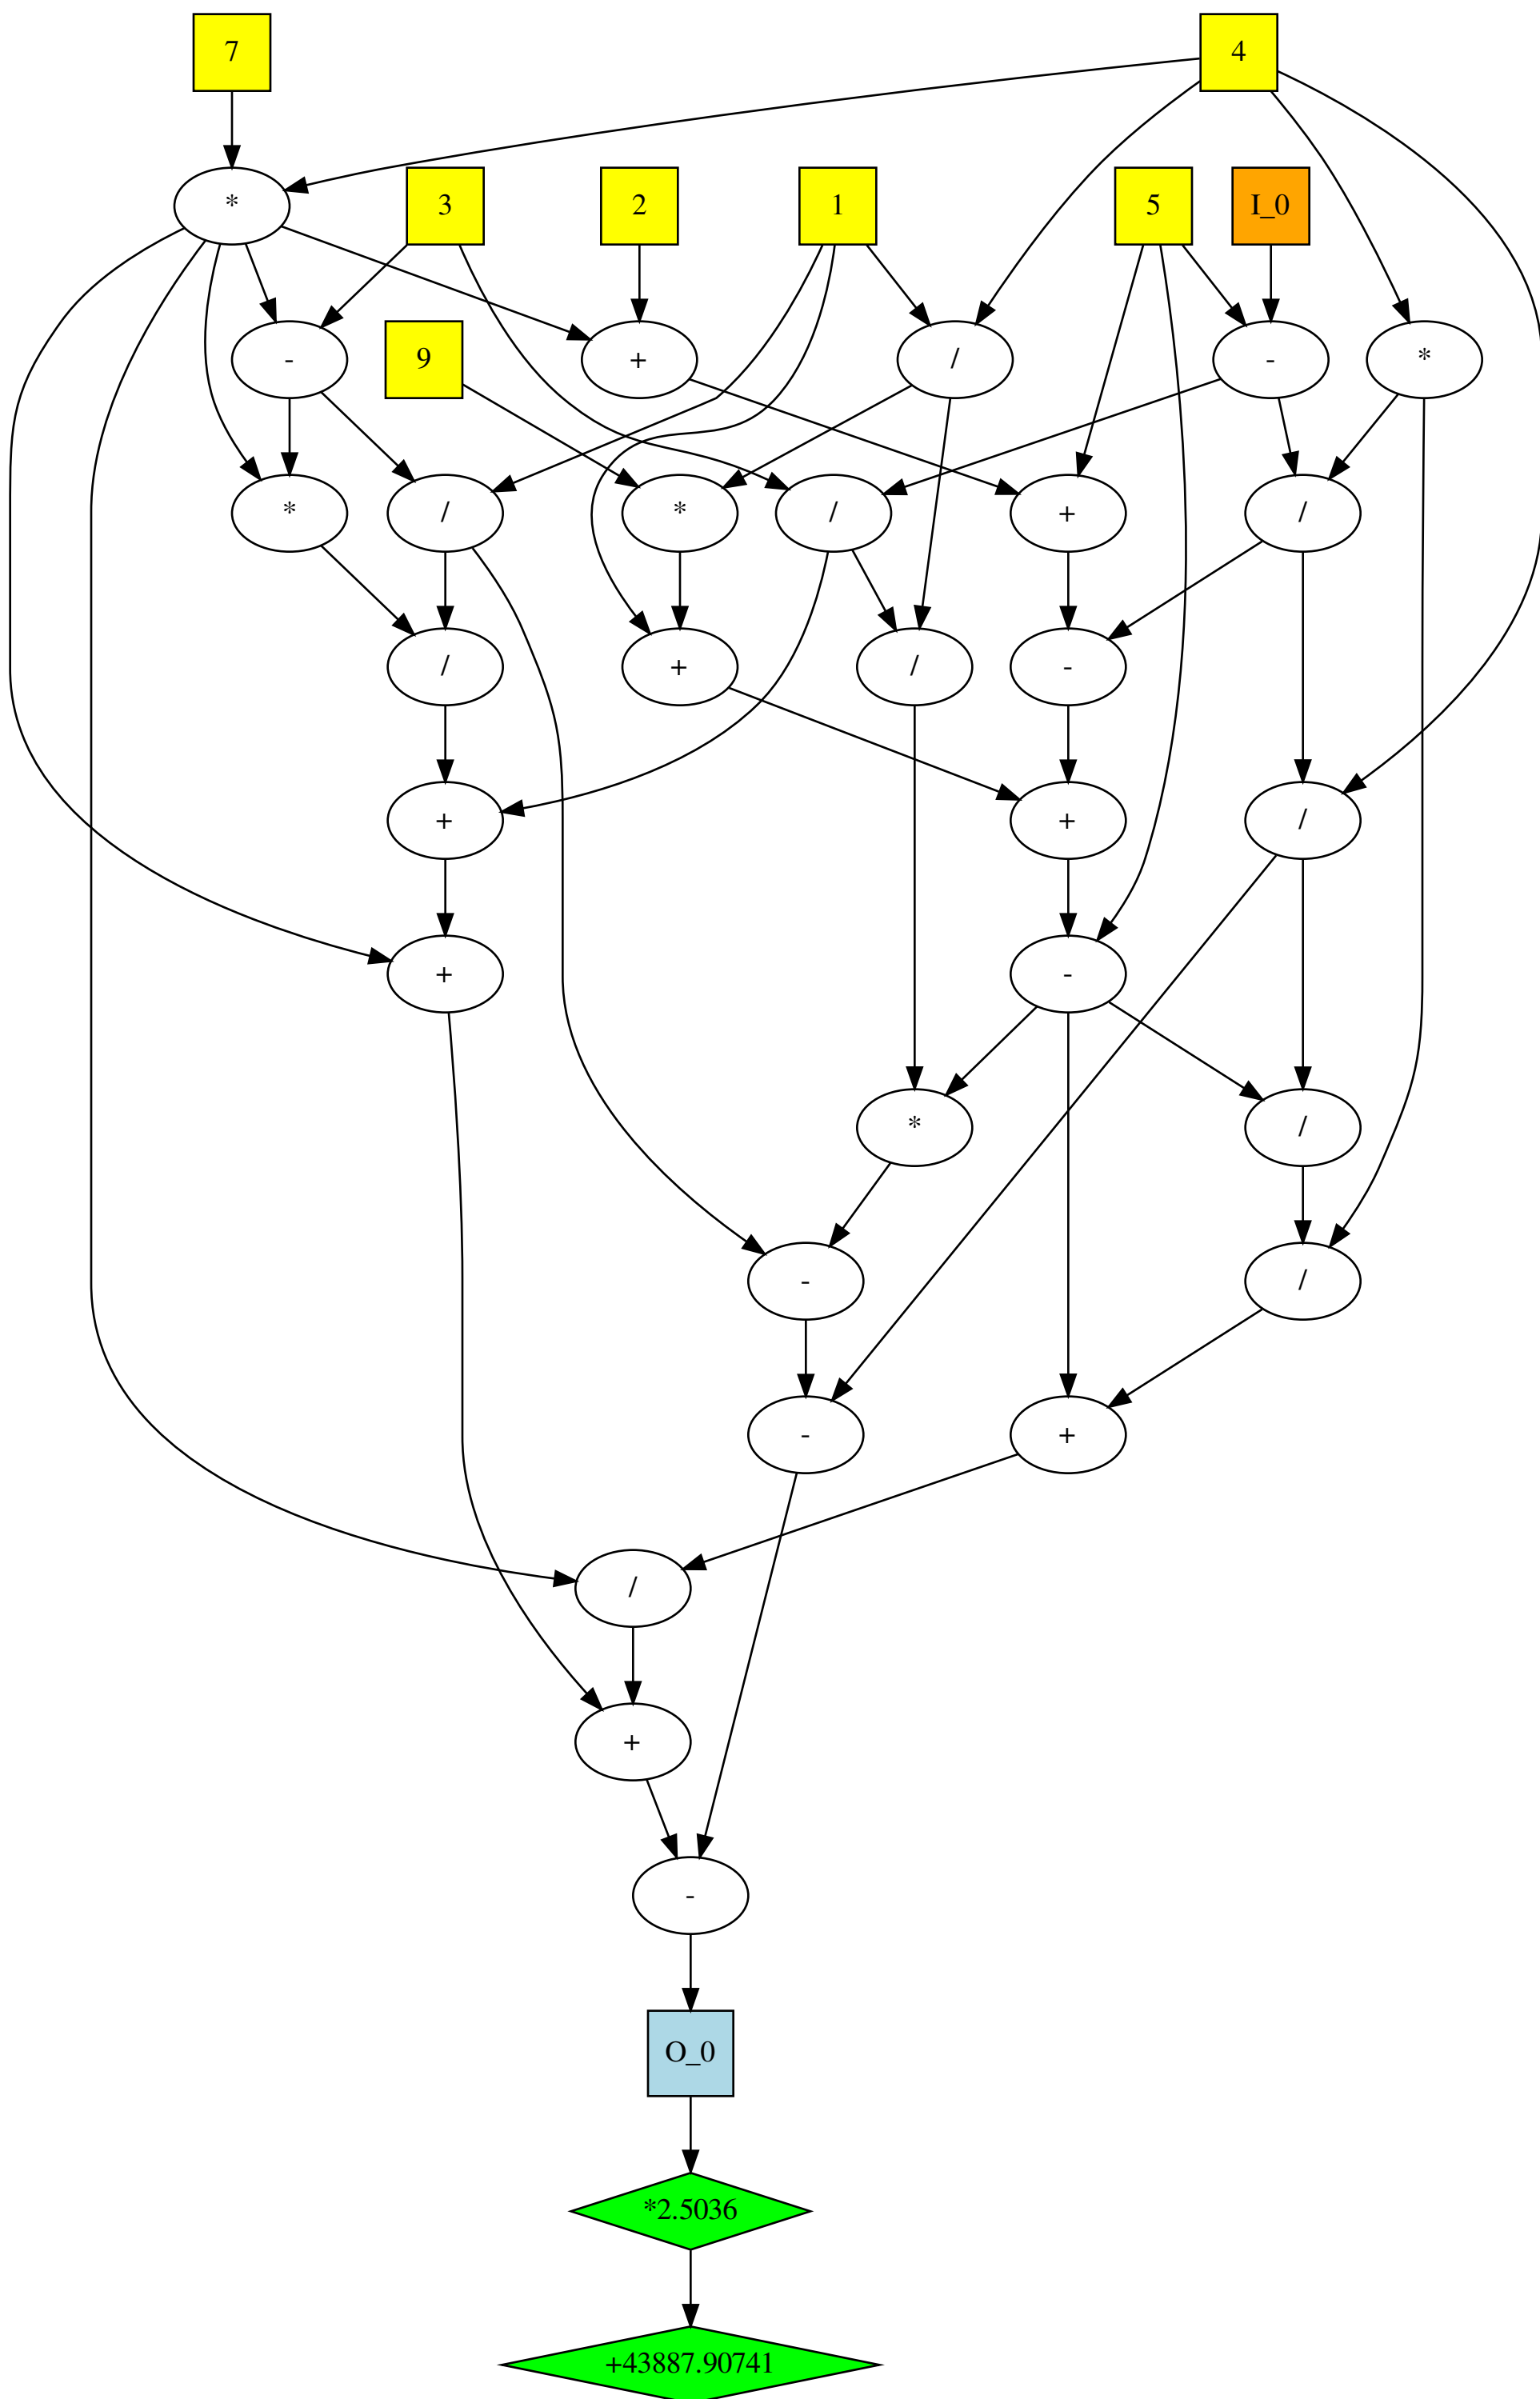 7 4
* 3 2 1 5 I_0
- 9 + / - *
* / * / + /
/ + / -
+ + /
+ -
* /
- /
- +
/
+
-
O_0
*2.5036
+43887.90741